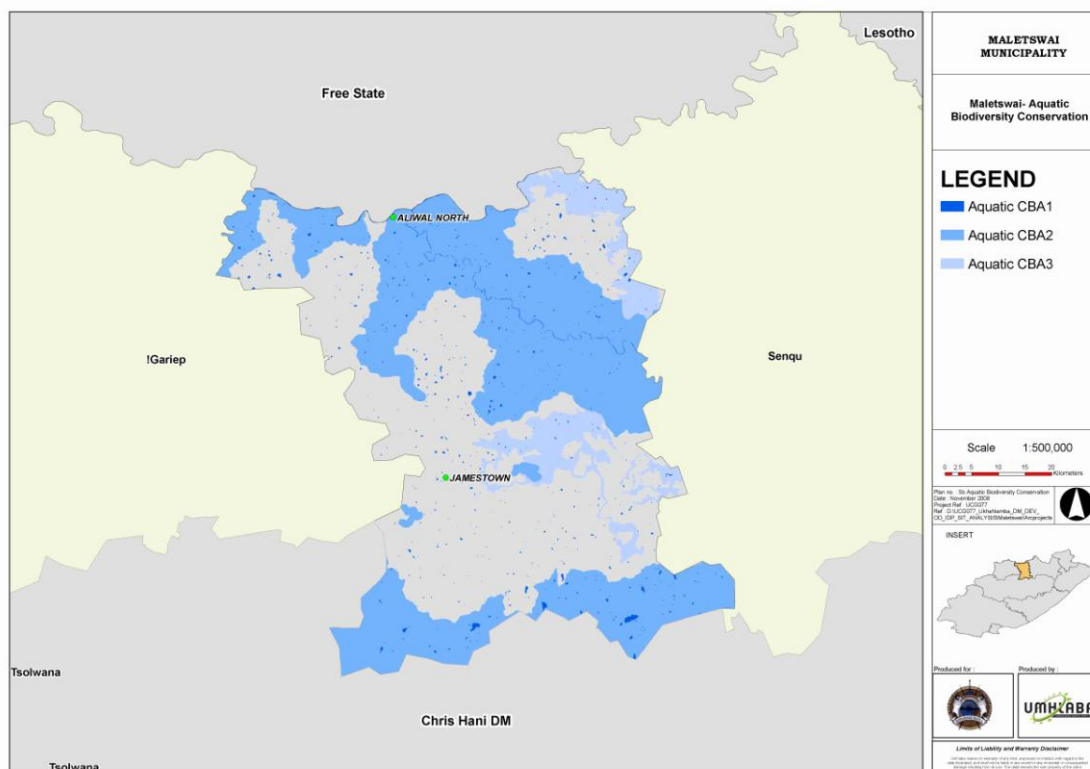 Lesotho
Free State
ALIWAL NORTH
!Gariep
Senqu
JAMESTOWN
Tsolwana
Chris Hani DM
Tsolwana
MALETSWAI
MUNICIPALITY
Maletswai- Aquatic
Biodiversity Conservation
LEGEND
Aquatic CBA1
Aquatic CBA2
Aquatic CBA3
Scale 1:500,000
0 2.5 5 10 15 20
Kilometers
Plan no : 5b Aquatic Biodiversity Conservation
Date : November 2008
Project Ref : UCG077
INSERT
Produced for :
Produced by :
UMHLABA
Limits of Liability and Warranty Disclaimer